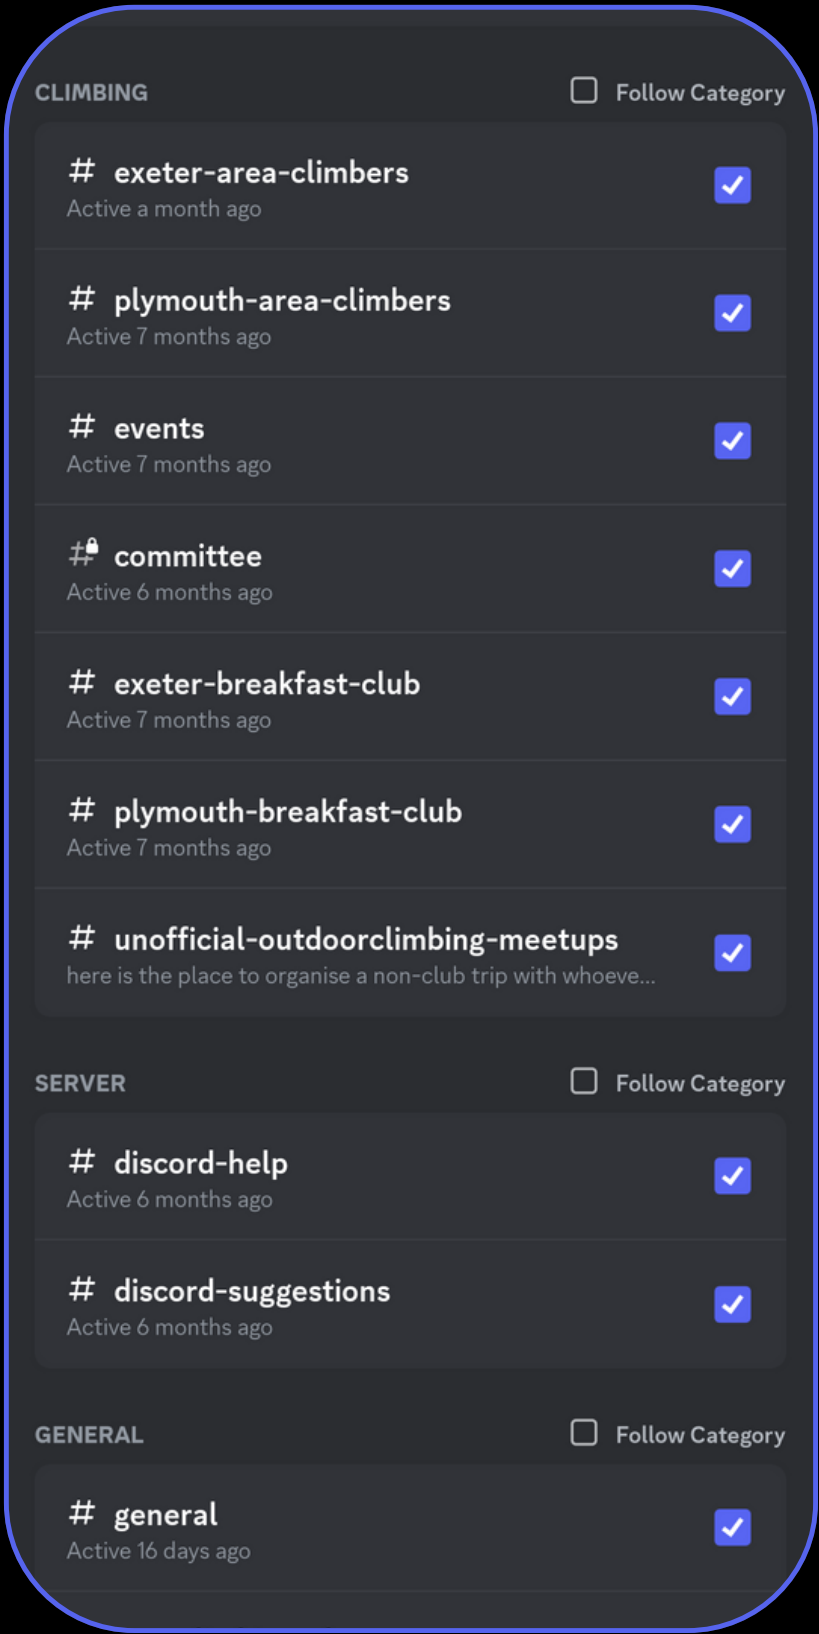 CLIMBING Follow Category
# exeter-area-climbers
Active a month ago
# plymouth-area-climbers
Active 7 months ago
# events
Active 7 months ago
# committee
Active 6 months ago
# exeter-breakfast-club
Active 7 months ago
# plymouth-breakfast-club
Active 7 months ago
# unofficial-outdoorclimbing-meetups
here is the place to organise a non-club trip with whoeve...
SERVER Follow Category
# discord-help
Active 6 months ago
# discord-suggestions
Active 6 months ago
GENERAL Follow Category
# general
Active 16 days ago